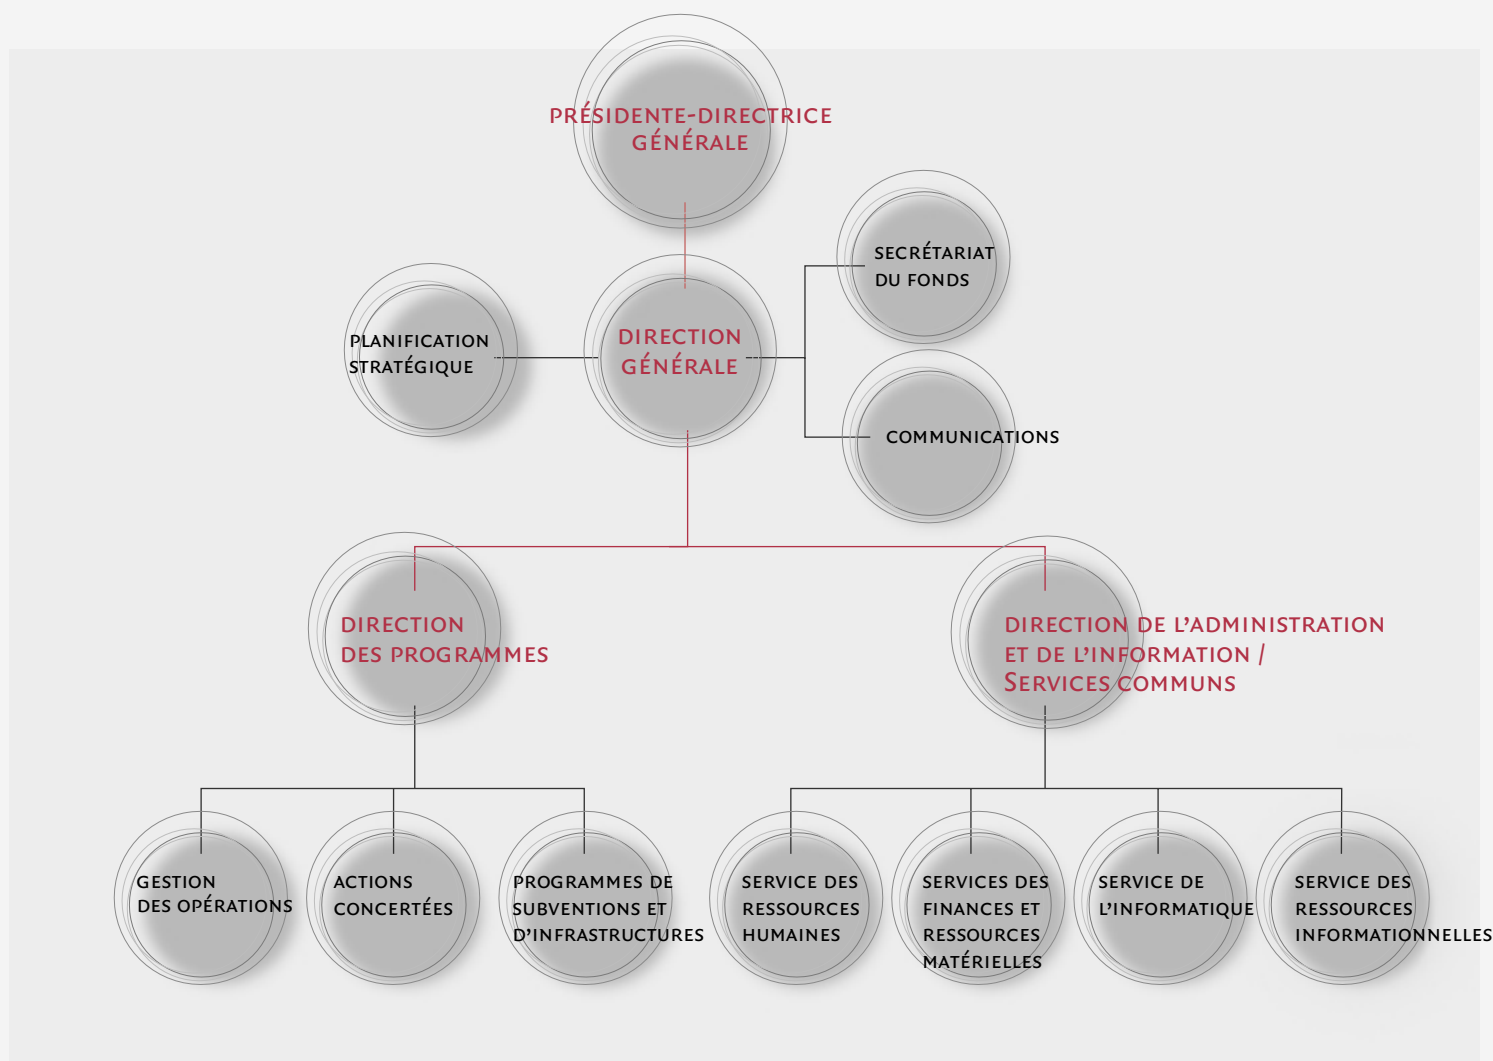 PRÉSIDENTE-DIRECTRICE
GÉNÉRALE
SECRÉTARIAT
DU FONDS
PLANIFICATION
STRATÉGIQUE
DIRECTION
GÉNÉRALE
COMMUNICATIONS
DIRECTION
DES PROGRAMMES
DIRECTION DE L’ADMINISTRATION
ET DE L’INFORMATION /
SERVICES COMMUNS
GESTION
DES OPÉRATIONS
ACTIONS
CONCERTÉES
PROGRAMMES DE
SUBVENTIONS ET
D’INFRASTRUCTURES
SERVICE DES
RESSOURCES
HUMAINES
SERVICES DES
FINANCES ET
RESSOURCES
MATÉRIELLES
SERVICE DE
L’INFORMATIQUE
SERVICE DES
RESSOURCES
INFORMATIONNELLES